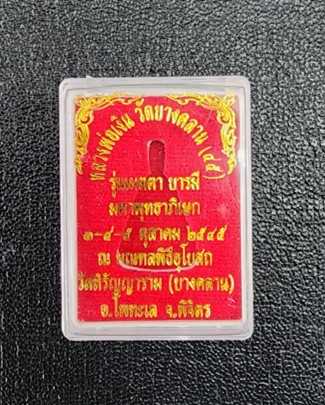 หลวงพ่อเงิน วัดบางคลาน (๔๕)
รุ่นเมตตา บารมี
มหาพุทธาภิเษก
๓-๔-๕ ตุลาคม ๒๕๔๕
ณ มณฑลพิธีอุโบสถ
วัดหิรัญญาราม (บางคลาน)
อ.โพทะเล จ.พิจิตร